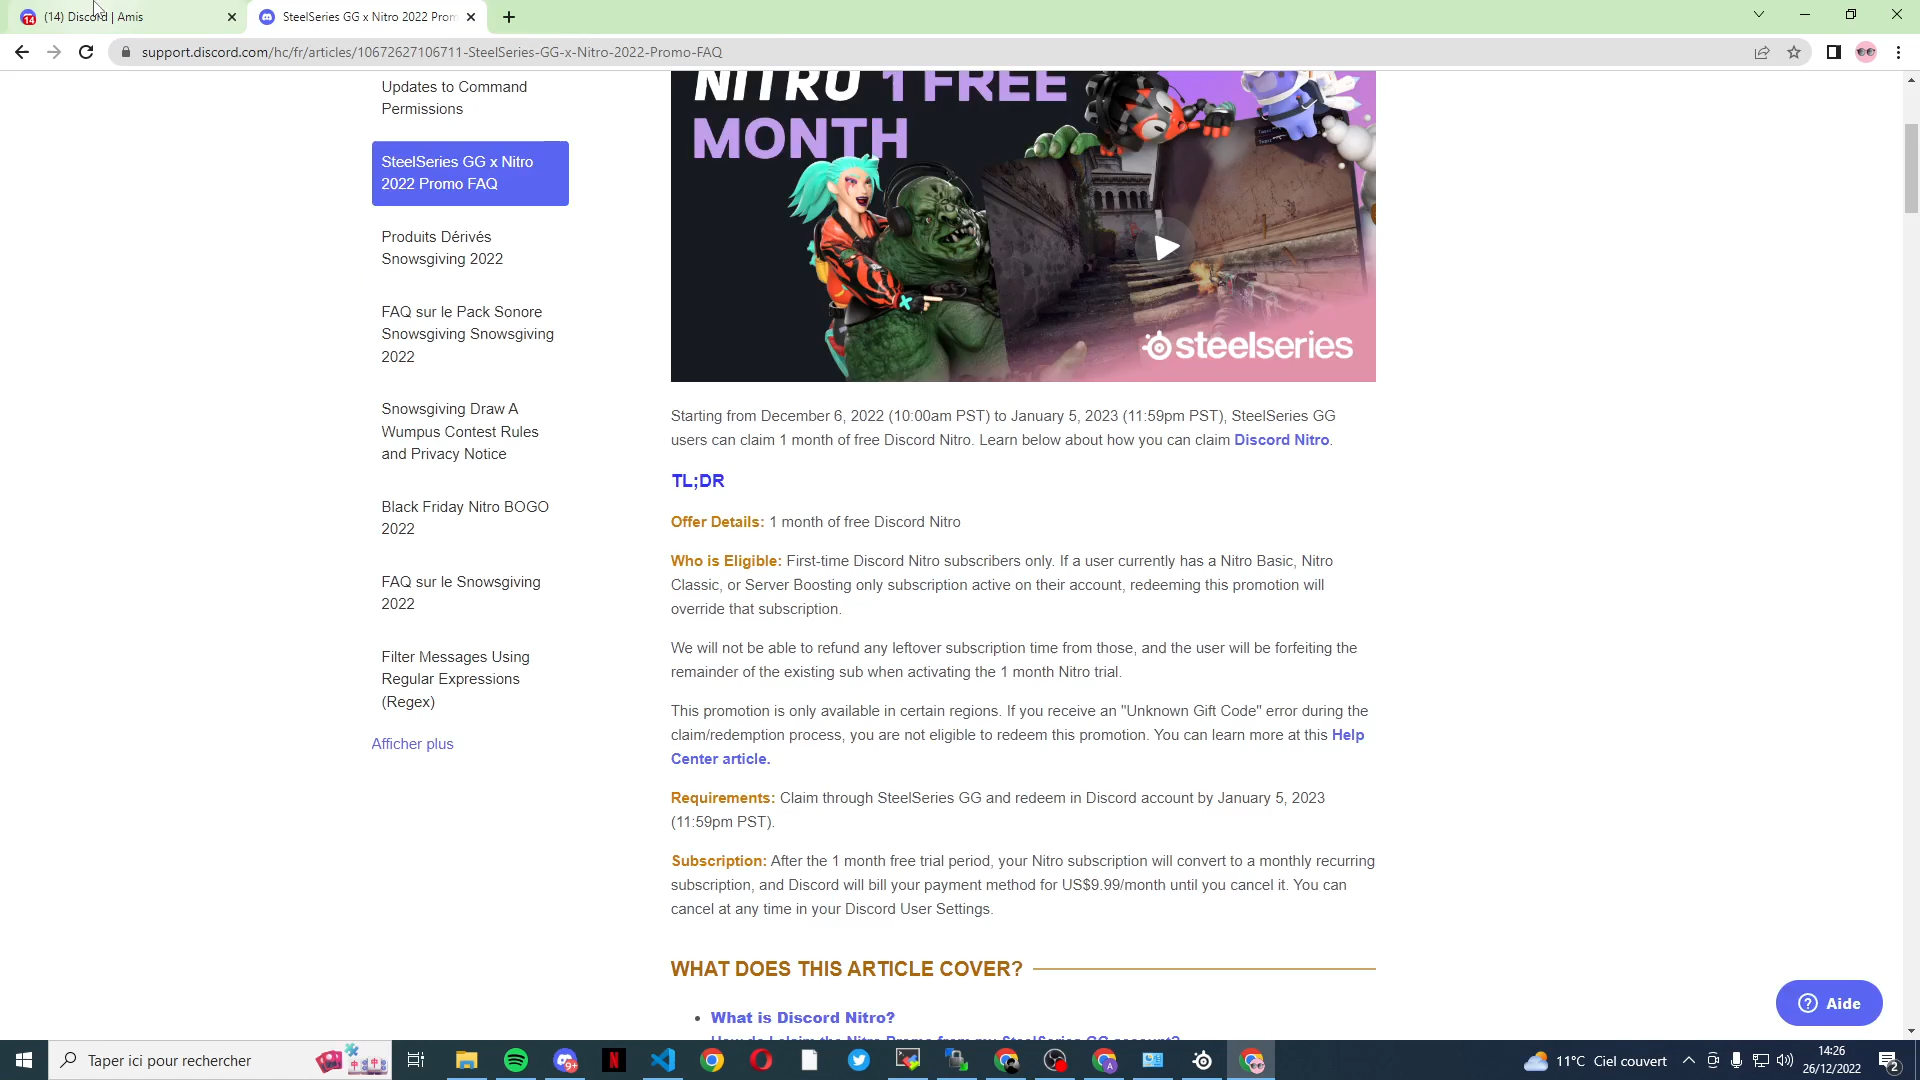 (14) Discord | Amis
SteelSeries GG x Nitro 2022 Prom
support.discord.com/hc/fr/articles/10672627106711-SteelSeries-GG-x-Nitro-2022-Promo-FAQ
Updates to Command
Permissions
SteelSeries GG x Nitro
2022 Promo FAQ
Produits Dérivés
Snowsgiving 2022
FAQ sur le Pack Sonore
Snowsgiving Snowsgiving
2022
Snowsgiving Draw A
Wumpus Contest Rules
and Privacy Notice
Black Friday Nitro BOGO
2022
FAQ sur le Snowsgiving
2022
Filter Messages Using
Regular Expressions
(Regex)
Afficher plus
NITRO 1 FREE
MONTH
steelseries
Starting from December 6, 2022 (10:00am PST) to January 5, 2023 (11:59pm PST), SteelSeries GG
users can claim 1 month of free Discord Nitro. Learn below about how you can claim Discord Nitro.
TL;DR
Offer Details: 1 month of free Discord Nitro
Who is Eligible: First-time Discord Nitro subscribers only. If a user currently has a Nitro Basic, Nitro
Classic, or Server Boosting only subscription active on their account, redeeming this promotion will
override that subscription.
We will not be able to refund any leftover subscription time from those, and the user will be forfeiting the
remainder of the existing sub when activating the 1 month Nitro trial.
This promotion is only available in certain regions. If you receive an "Unknown Gift Code" error during the
claim/redemption process, you are not eligible to redeem this promotion. You can learn more at this Help
Center article.
Requirements: Claim through SteelSeries GG and redeem in Discord account by January 5, 2023
(11:59pm PST).
Subscription: After the 1 month free trial period, your Nitro subscription will convert to a monthly recurring
subscription, and Discord will bill your payment method for US$9.99/month until you cancel it. You can
cancel at any time in your Discord User Settings.
WHAT DOES THIS ARTICLE COVER?
• What is Discord Nitro?
How do I claim the Nitro Promo from my SteelSeries GG account?
Aide
Taper ici pour rechercher
11°C Ciel couvert
14:26
26/12/2022
2